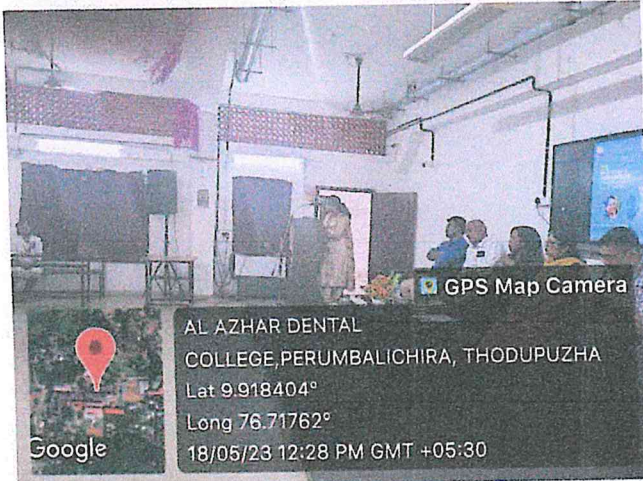 GPS Map Camera
AL AZHAR DENTAL
COLLEGE,PERUMBALICHIRA, THODUPUZHA
Lat 9.918404°
Long 76.71762°
18/05/23 12:28 PM GMT +05:30
Google